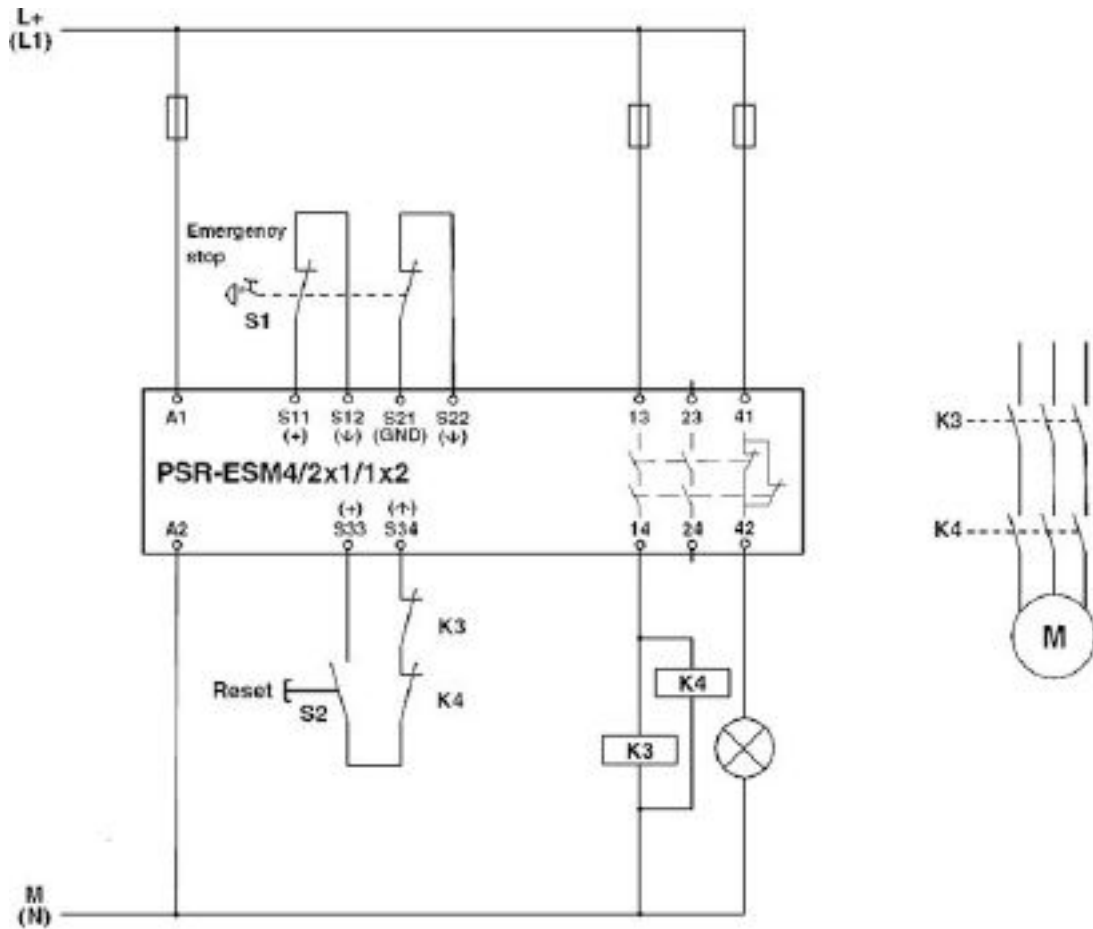 L+
(L1)
Emergency
stop
S1
A1
S11
(+)
S12
(↓)
S21
(GND)
S22
(↓)
13
23
41
PSR-ESM4/2x1/1x2
A2
(+)
S33
(↑)
S34
14
24
42
K3
K4
Reset
S2
K4
K3
M
(N)
K3
K4
M